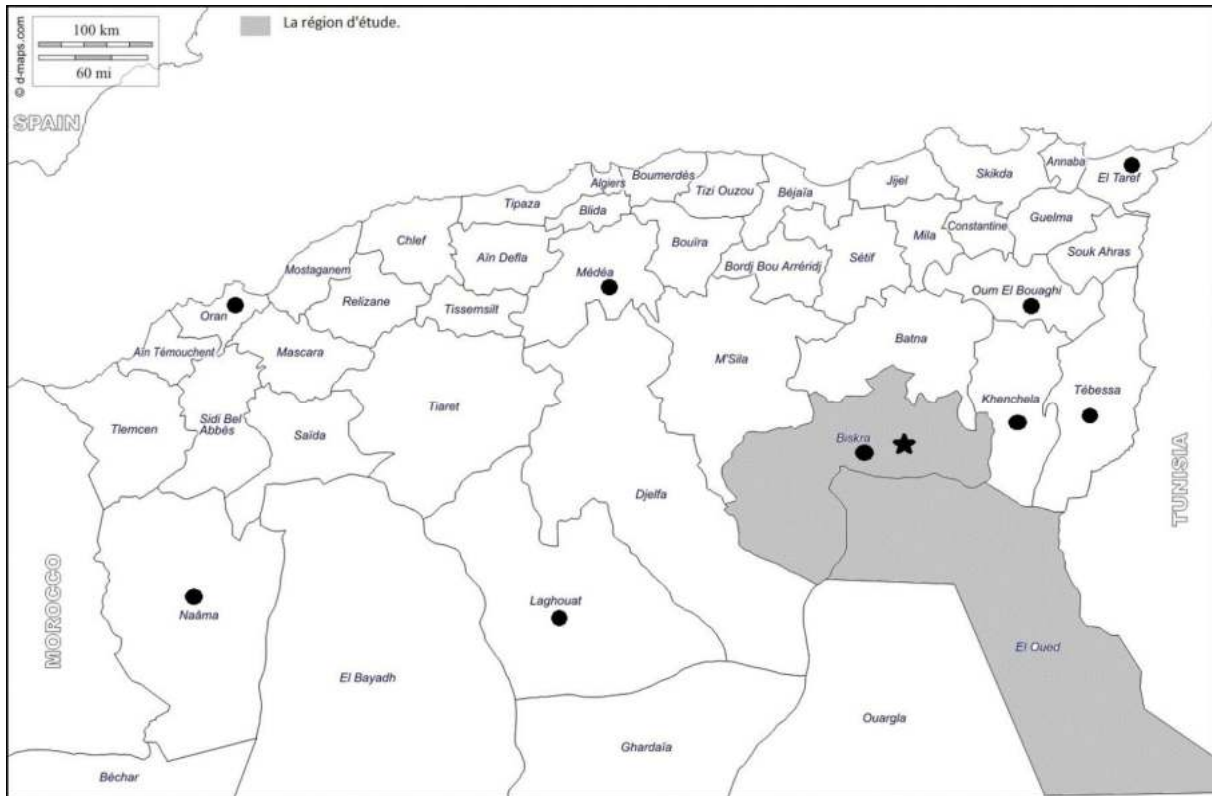 100 km
60 mi
© d-maps.com
La région d'étude.
SPAIN
Annaba
El Taref
Skikda
Jijel
Béjaïa
Tizi Ouzou
Boumerdès
Algiers
Tipaza
Blida
Guelma
Constantine
Mila
Souk Ahras
Chlef
Aïn Defla
Médéa
Bouïra
Bordj Bou Arréridj
Sétif
Mostaganem
Relizane
Tissemsilt
Oum El Bouaghi
Oran
Aïn Témouchent
Mascara
M'Sila
Batna
Tlemcen
Sidi Bel
Abbès
Saïda
Tiaret
Khenchela
Tébessa
Biskra
Djelfa
TUNISIA
MOROCCO
Naâma
Laghouat
El Oued
El Bayadh
Ouargla
Ghardaïa
Béchar